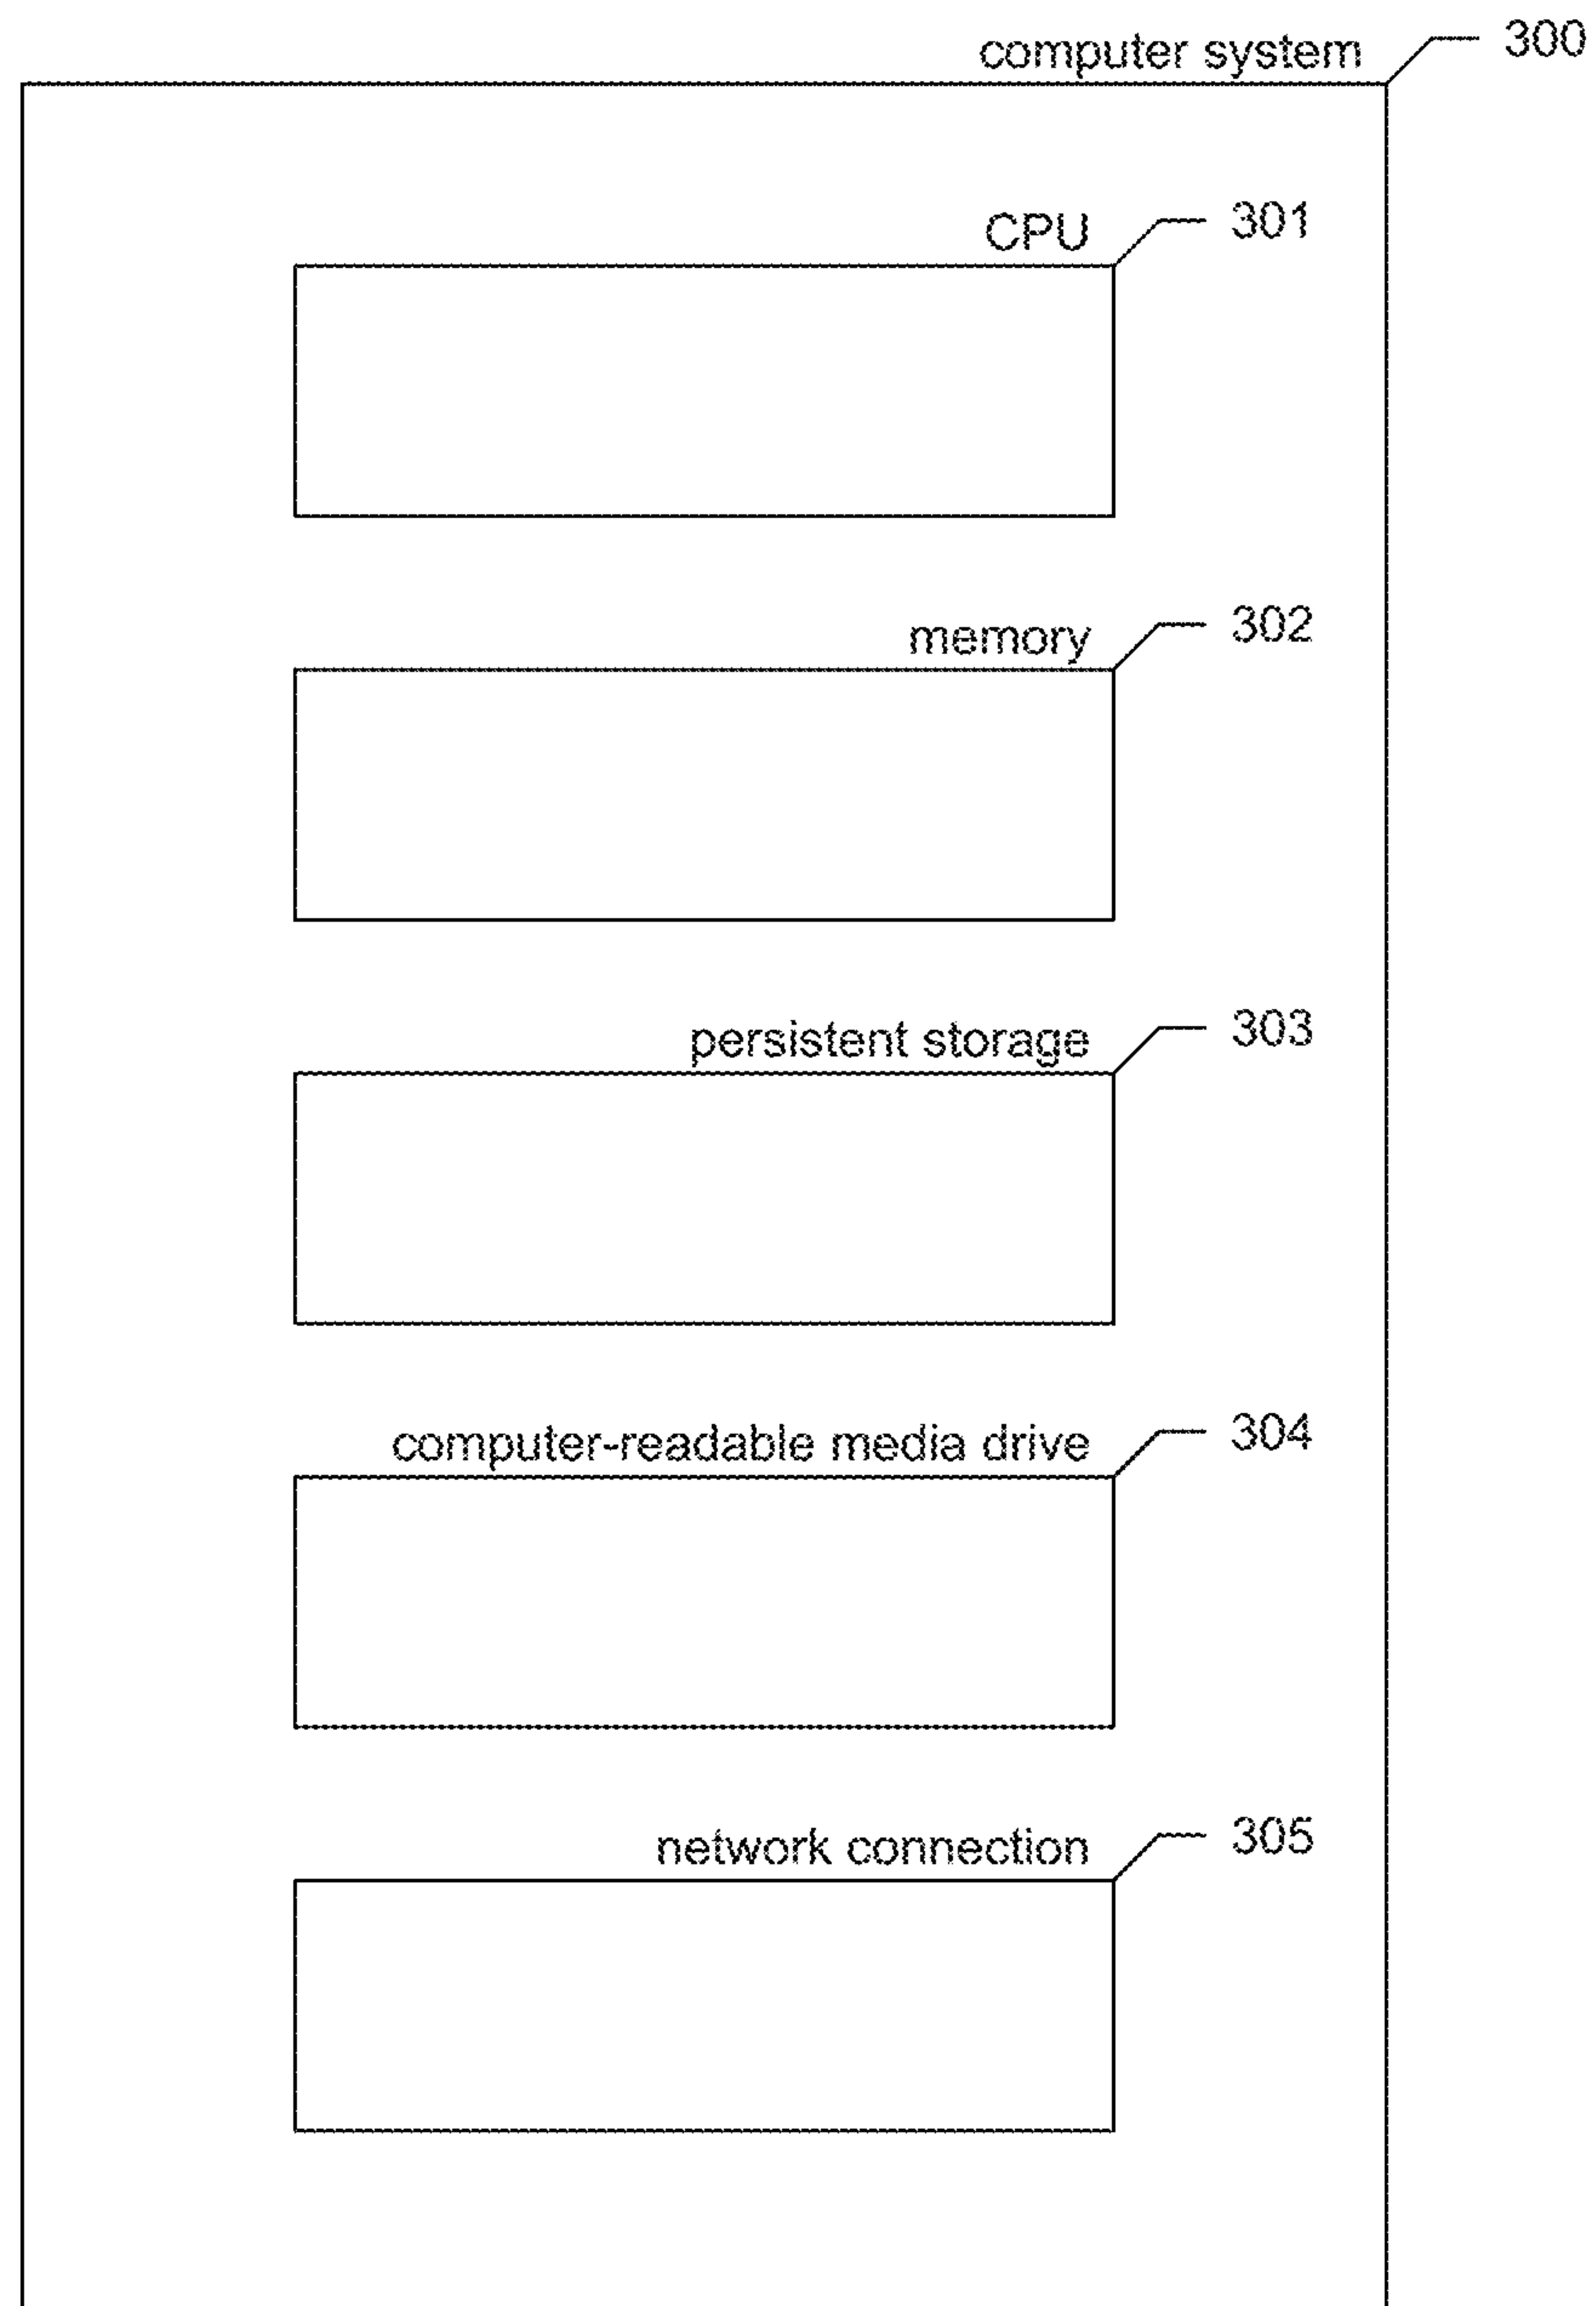 computer system 300
CPU 301
memory 302
persistent storage 303
computer-readable media drive 304
network connection 305